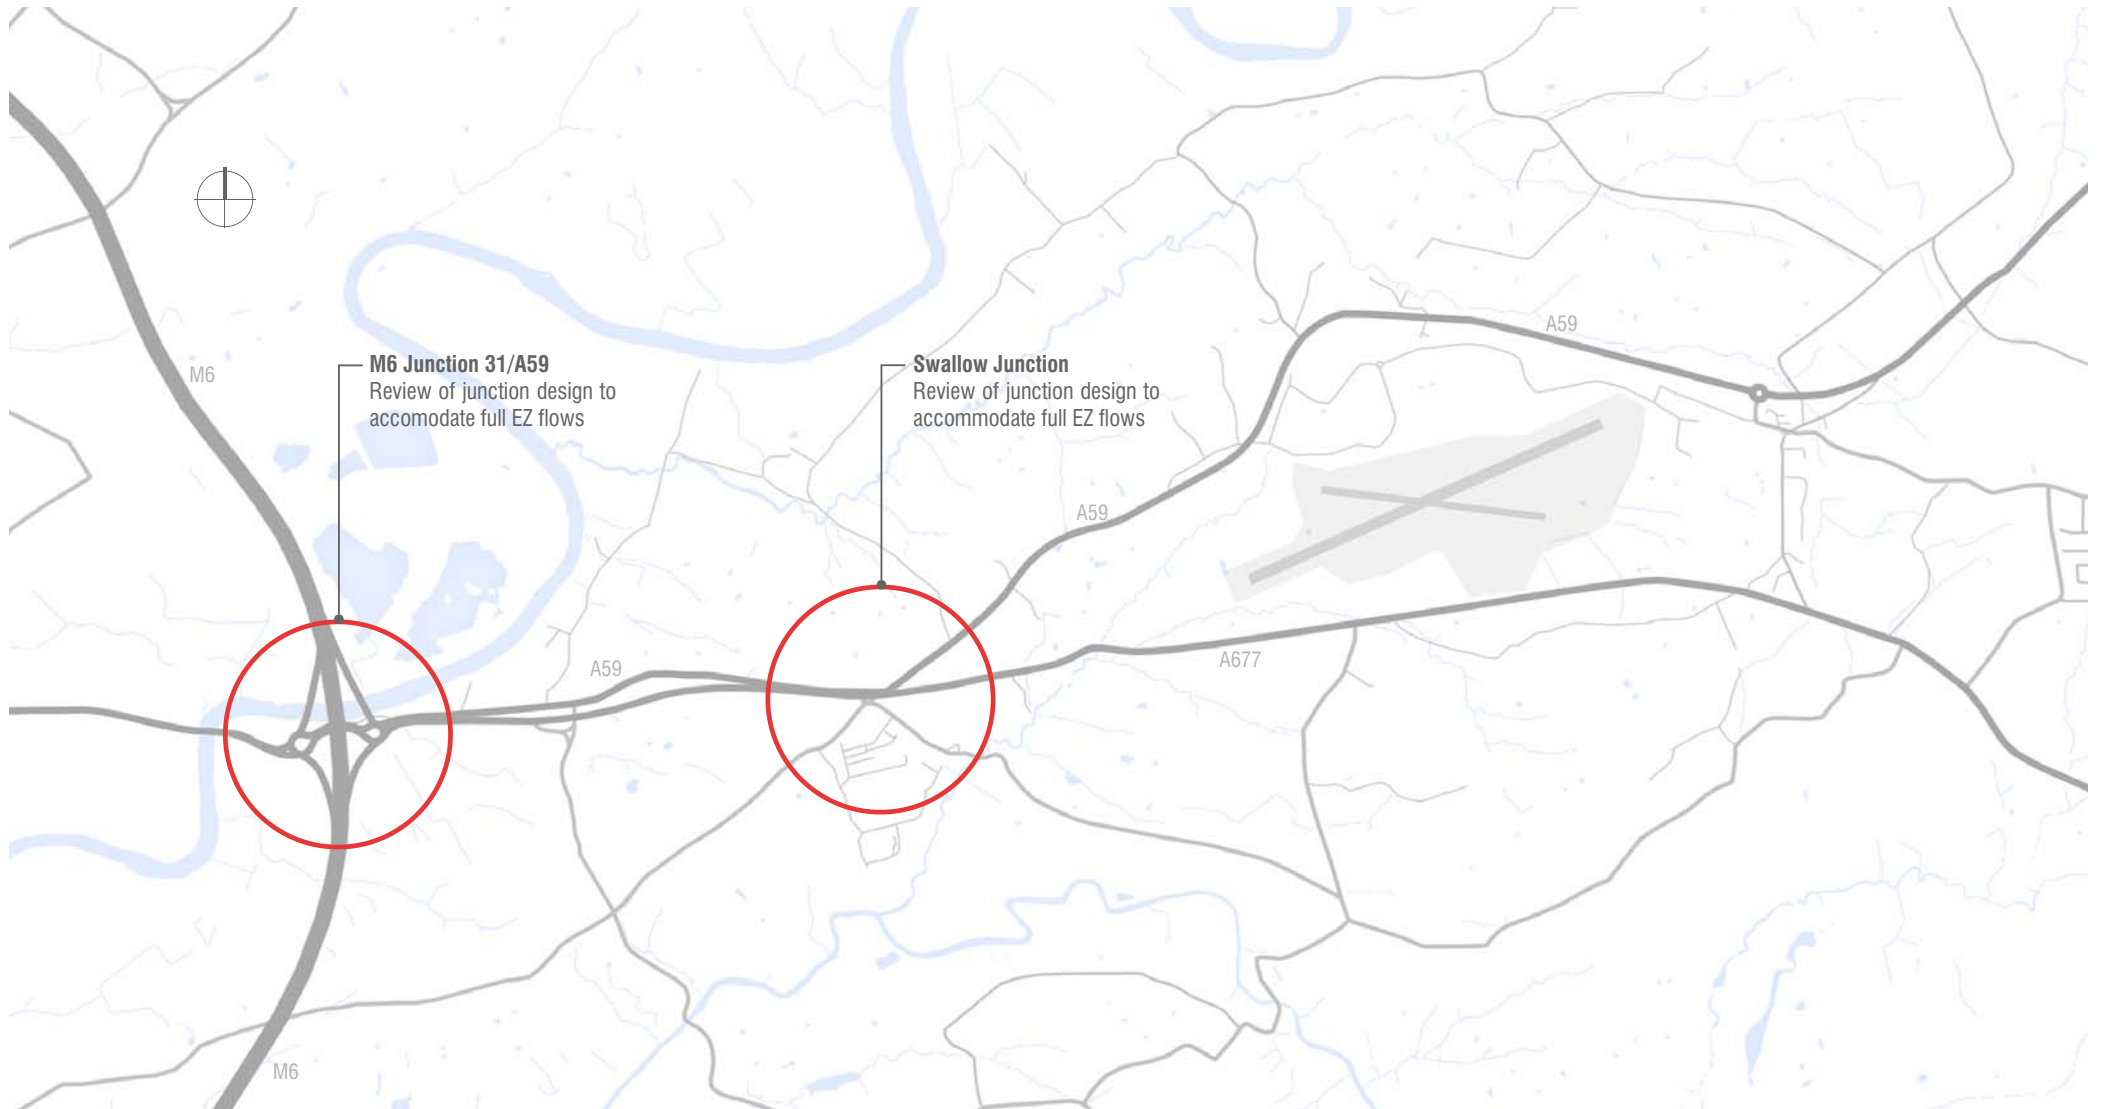 A59
M6
M6 Junction 31/A59
Review of junction design to
accomodate full EZ flows
Swallow Junction
Review of junction design to
accommodate full EZ flows
A59
A59
A677
M6